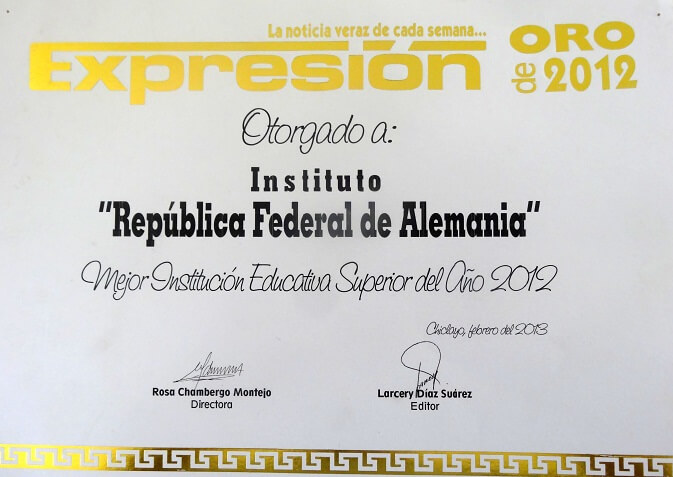 La noticia veraz de cada semana...
Expresión de ORO 2012
Otorgado a:
Instituto
"República Federal de Alemania"
Mejor Institución Educativa Superior del Año 2012
Chiclayo, febrero del 2013
Rosa Chambergo Montejo
Directora
Larcery Díaz Suárez
Editor